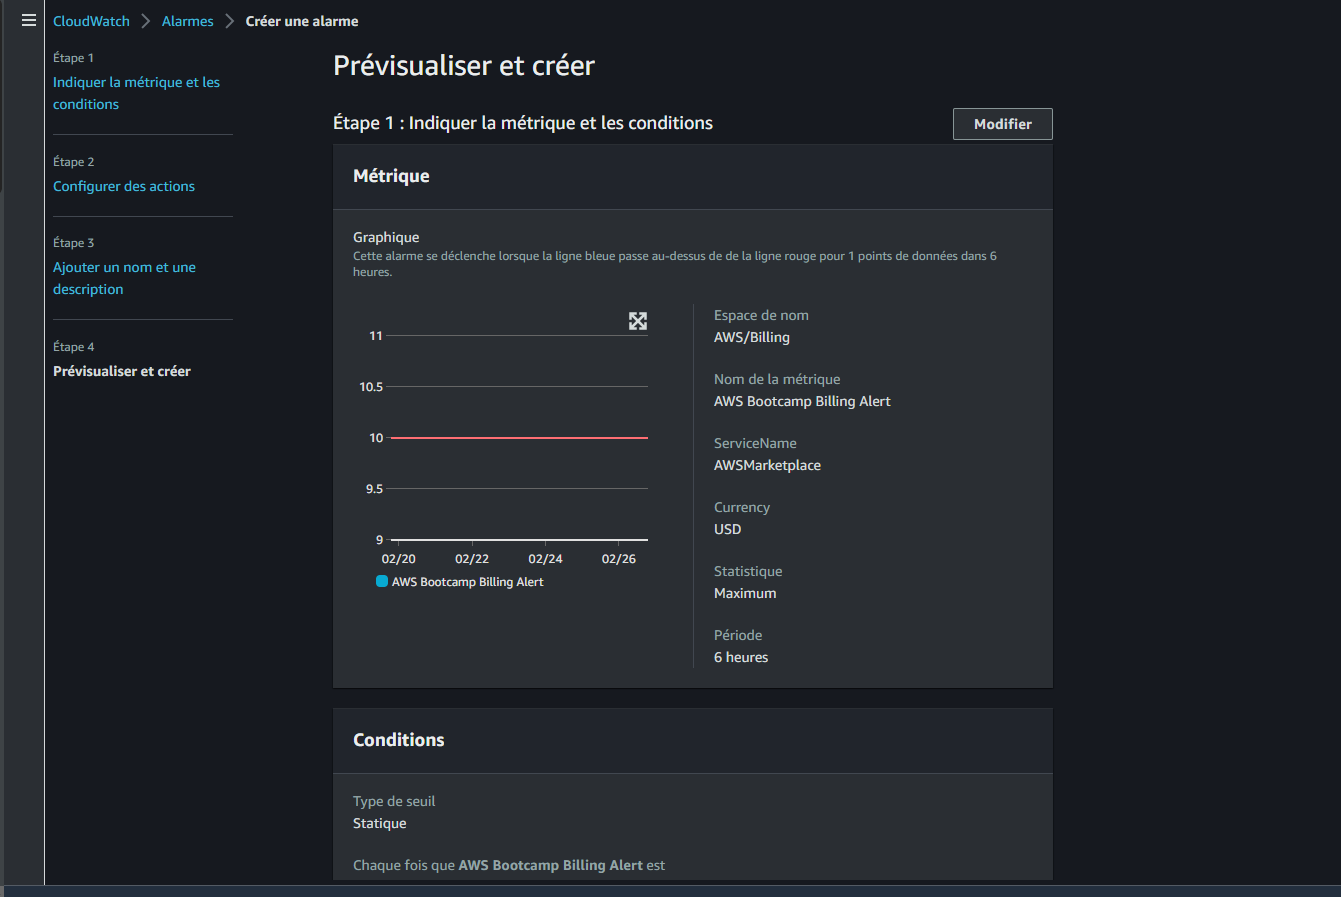 CloudWatch > Alarmes > Créer une alarme
Étape 1
Indiquer la métrique et les
conditions
Étape 2
Configurer des actions
Étape 3
Ajouter un nom et une
description
Étape 4
Prévisualiser et créer
Prévisualiser et créer
Étape 1 : Indiquer la métrique et les conditions
Modifier
Métrique
Graphique
Cette alarme se déclenche lorsque la ligne bleue passe au-dessus de de la ligne rouge pour 1 points de données dans 6
heures.
11
10.5
10
9.5
9
02/20 02/22 02/24 02/26
AWS Bootcamp Billing Alert
Espace de nom
AWS/Billing
Nom de la métrique
AWS Bootcamp Billing Alert
ServiceName
AWSMarketplace
Currency
USD
Statistique
Maximum
Période
6 heures
Conditions
Type de seuil
Statique
Chaque fois que AWS Bootcamp Billing Alert est